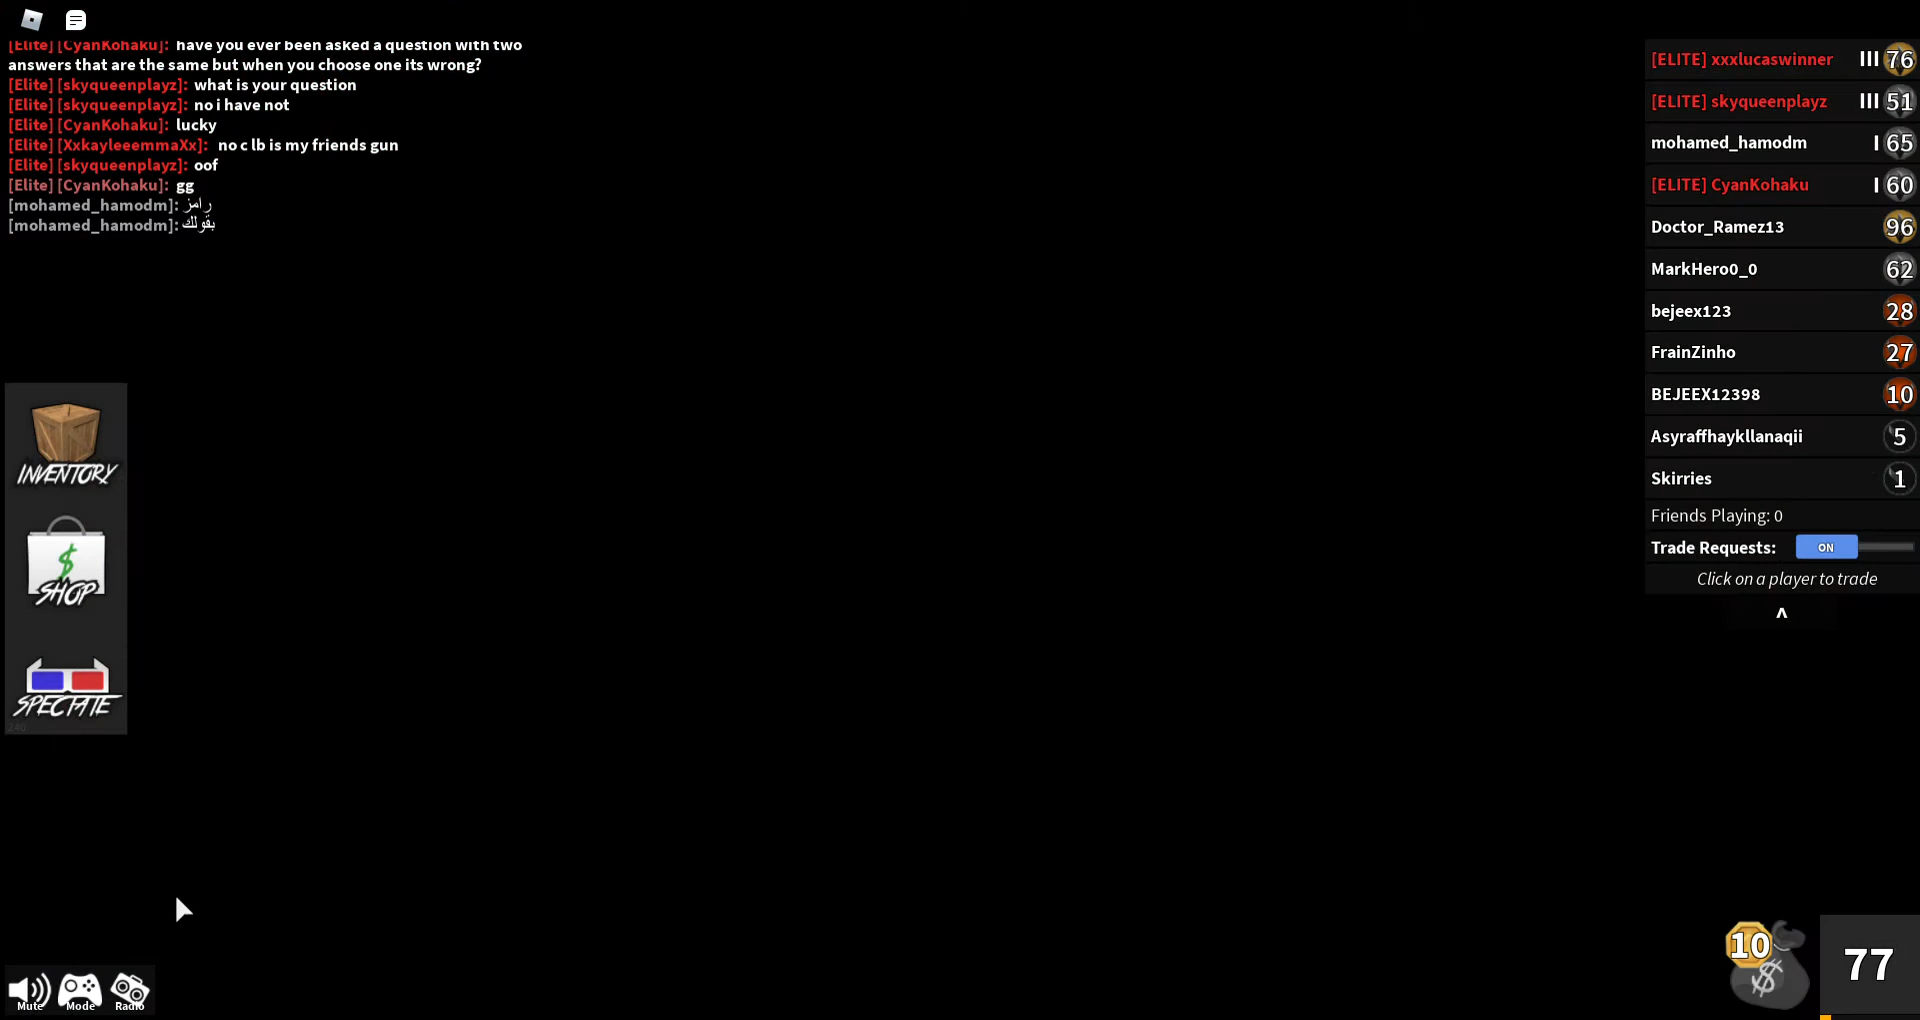 [Elite] [CyanKohaku]: have you ever been asked a question with two
answers that are the same but when you choose one its wrong?
[Elite] [skyqueenplayz]: what is your question
[Elite] [skyqueenplayz]: no i have not
[Elite] [CyanKohaku]: lucky
[Elite] [XxkayleeemmaXx]: no c lb is my friends gun
[Elite] [skyqueenplayz]: oof
[Elite] [CyanKohaku]: gg
[mohamed_hamodm]: رامز
[mohamed_hamodm]: بقولك
INVENTORY
$
SHOP
SPECTATE
240
Mute
Mode
Radio
[ELITE] xxxlucaswinner III 76
[ELITE] skyqueenplayz III 51
mohamed_hamodm I 65
[ELITE] CyanKohaku I 60
Doctor_Ramez13 96
MarkHero0_0 62
bejeex123 28
FrainZinho 27
BEJEEX12398 10
Asyraffhaykllanaqii 5
Skirries 1
Friends Playing: 0
Trade Requests: ON
Click on a player to trade
^
10
$
77